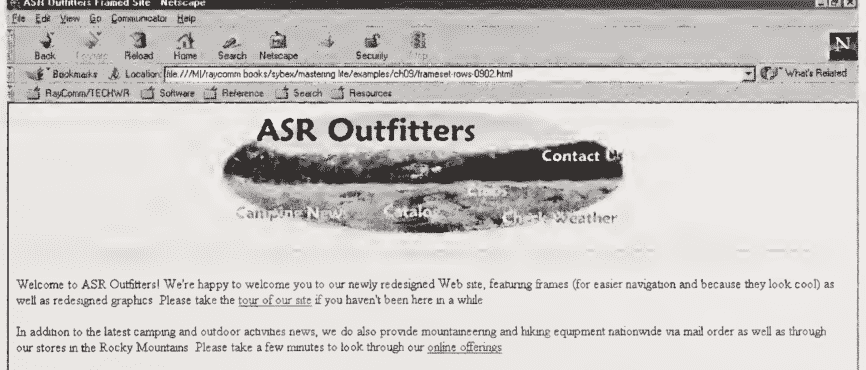 ASR Outfitters Framed Site - Netscape
File Edit View Go Communicator Help
Back Reload Home Search Netscape Security
Bookmarks Location: file:///M|/raycomm books/sybex/mastering lite/examples/ch09/frameset-rows-0902.html What's Related
RayComm/TECHWR Software Reference Search Resources
ASR Outfitters
Contact Us
Camping News Catalog Check Weather
Welcome to ASR Outfitters! We're happy to welcome you to our newly redesigned Web site, featuring frames (for easier navigation and because they look cool) as
well as redesigned graphics Please take the tour of our site if you haven't been here in a while
In addition to the latest camping and outdoor activities news, we do also provide mountaineering and hiking equipment nationwide via mail order as well as through
our stores in the Rocky Mountains Please take a few minutes to look through our online offerings